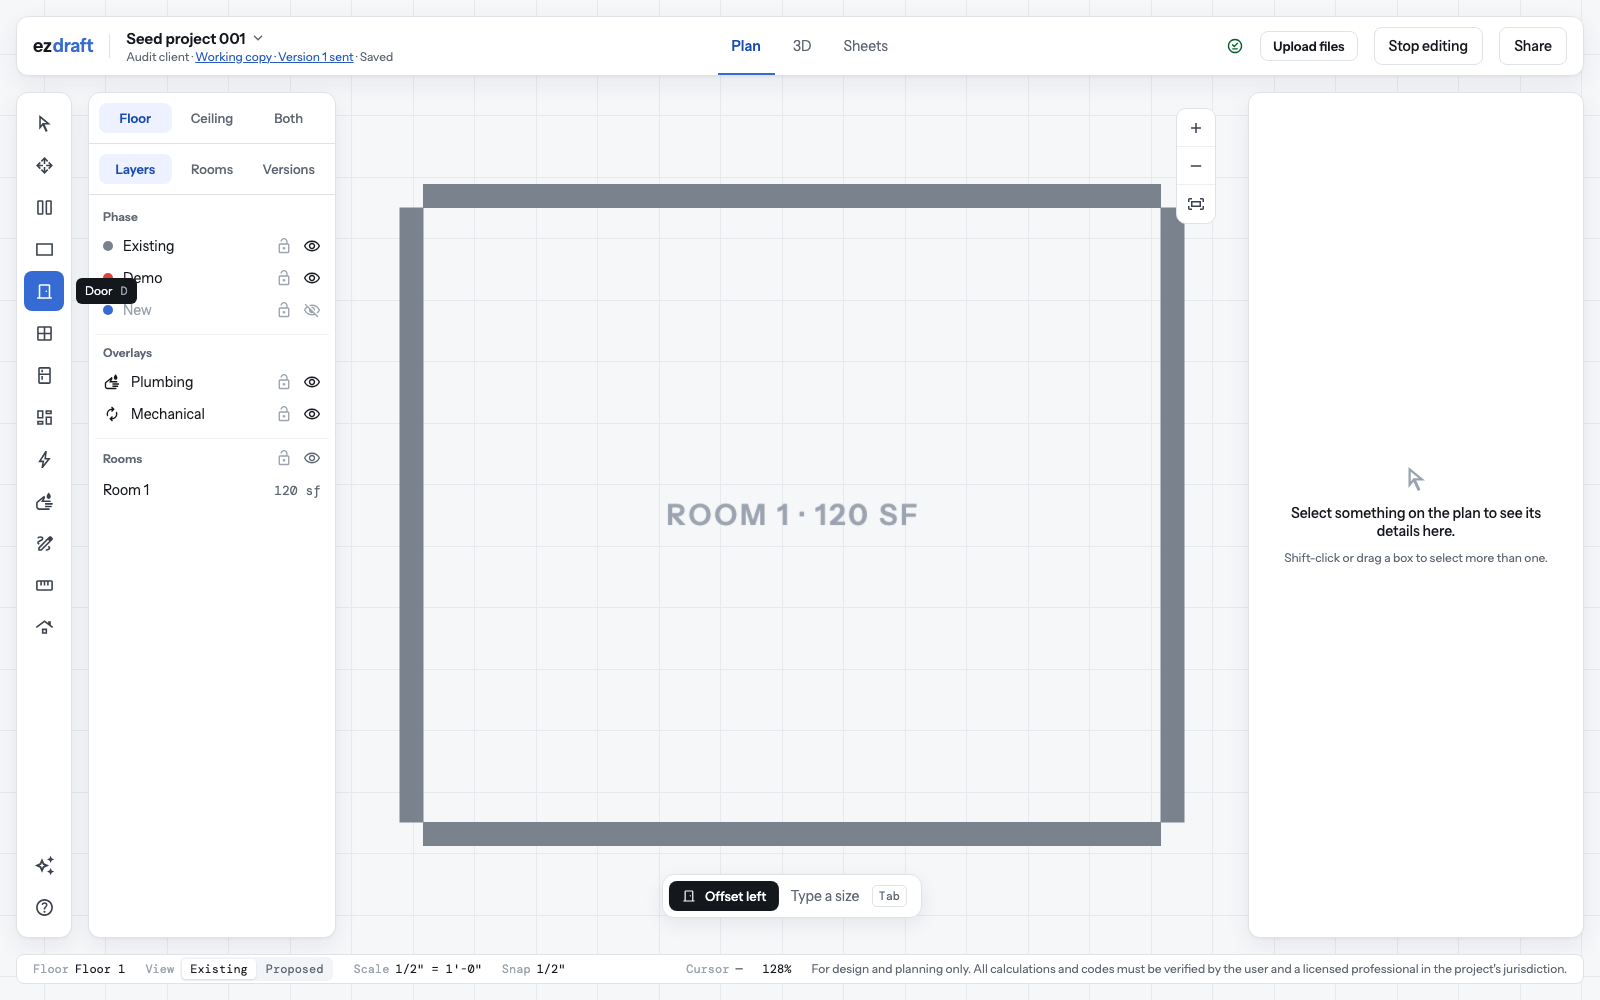 ezdraft
Seed project 001
Audit client · Working copy · Version 1 sent · Saved
Plan
3D
Sheets
Upload files
Stop editing
Share
Floor
Ceiling
Both
Layers
Rooms
Versions
Phase
Existing
Demo
Door D
New
Overlays
Plumbing
Mechanical
Rooms
Room 1 120 sf
ROOM 1 · 120 SF
Select something on the plan to see its
details here.
Shift-click or drag a box to select more than one.
Offset left Type a size Tab
Floor Floor 1 View Existing Proposed Scale 1/2" = 1'-0" Snap 1/2" Cursor — 128% For design and planning only. All calculations and codes must be verified by the user and a licensed professional in the project's jurisdiction.